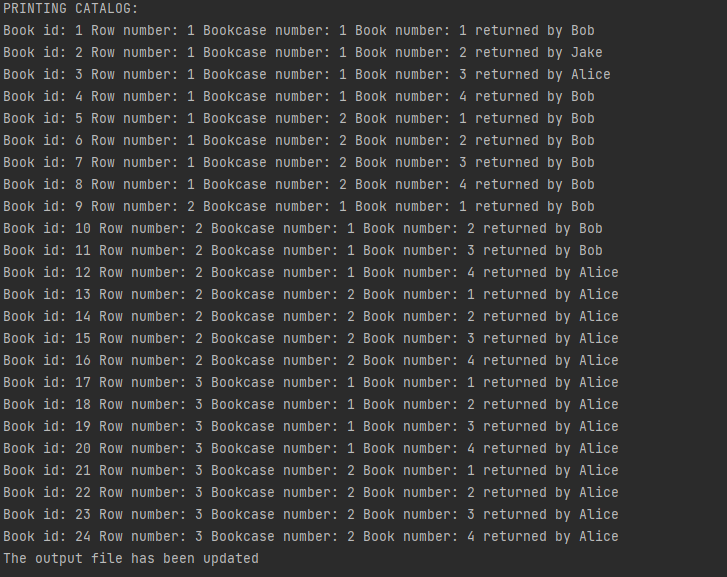 PRINTING CATALOG:
Book id: 1 Row number: 1 Bookcase number: 1 Book number: 1 returned by Bob
Book id: 2 Row number: 1 Bookcase number: 1 Book number: 2 returned by Jake
Book id: 3 Row number: 1 Bookcase number: 1 Book number: 3 returned by Alice
Book id: 4 Row number: 1 Bookcase number: 1 Book number: 4 returned by Bob
Book id: 5 Row number: 1 Bookcase number: 2 Book number: 1 returned by Bob
Book id: 6 Row number: 1 Bookcase number: 2 Book number: 2 returned by Bob
Book id: 7 Row number: 1 Bookcase number: 2 Book number: 3 returned by Bob
Book id: 8 Row number: 1 Bookcase number: 2 Book number: 4 returned by Bob
Book id: 9 Row number: 2 Bookcase number: 1 Book number: 1 returned by Bob
Book id: 10 Row number: 2 Bookcase number: 1 Book number: 2 returned by Bob
Book id: 11 Row number: 2 Bookcase number: 1 Book number: 3 returned by Bob
Book id: 12 Row number: 2 Bookcase number: 1 Book number: 4 returned by Alice
Book id: 13 Row number: 2 Bookcase number: 2 Book number: 1 returned by Alice
Book id: 14 Row number: 2 Bookcase number: 2 Book number: 2 returned by Alice
Book id: 15 Row number: 2 Bookcase number: 2 Book number: 3 returned by Alice
Book id: 16 Row number: 2 Bookcase number: 2 Book number: 4 returned by Alice
Book id: 17 Row number: 3 Bookcase number: 1 Book number: 1 returned by Alice
Book id: 18 Row number: 3 Bookcase number: 1 Book number: 2 returned by Alice
Book id: 19 Row number: 3 Bookcase number: 1 Book number: 3 returned by Alice
Book id: 20 Row number: 3 Bookcase number: 1 Book number: 4 returned by Alice
Book id: 21 Row number: 3 Bookcase number: 2 Book number: 1 returned by Alice
Book id: 22 Row number: 3 Bookcase number: 2 Book number: 2 returned by Alice
Book id: 23 Row number: 3 Bookcase number: 2 Book number: 3 returned by Alice
Book id: 24 Row number: 3 Bookcase number: 2 Book number: 4 returned by Alice
The output file has been updated